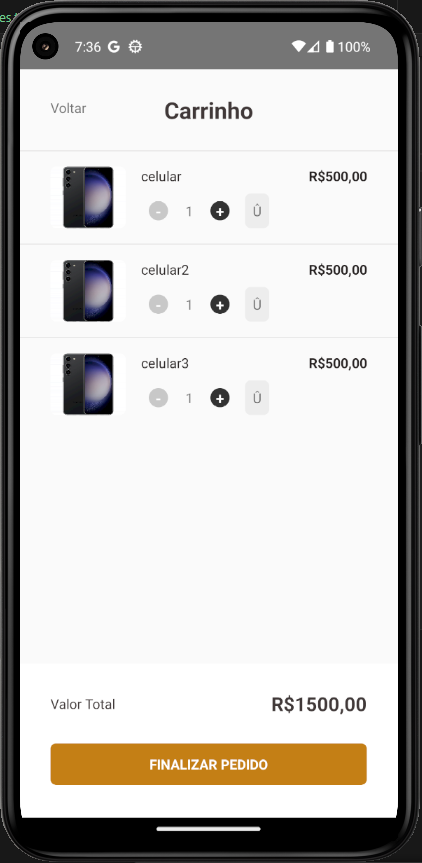 es
7:36 G 100%
Voltar Carrinho
celular R$500,00
- 1 + Û
celular2 R$500,00
- 1 + Û
celular3 R$500,00
- 1 + Û
Valor Total R$1500,00
FINALIZAR PEDIDO